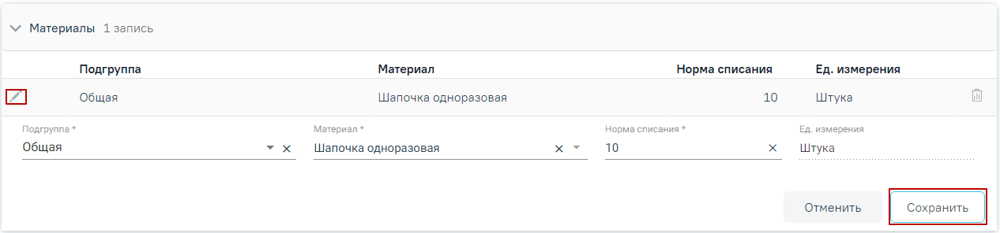 Материалы 1 запись
Подгруппа Материал Норма списания Ед. измерения
Общая Шапочка одноразовая 10 Штука
Подгруппа * Материал * Норма списания * Ед. измерения
Общая Шапочка одноразовая 10 Штука
Отменить Сохранить